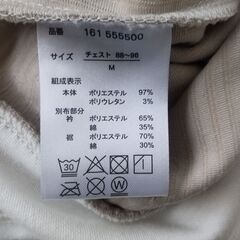 品番 161 555500
サイズ チェスト 88~96
M
組成表示
本体 ポリエステル 97%
ポリウレタン 3%
別布部分
衿 ポリエステル 65%
綿 35%
裾 ポリエステル 70%
綿 30%
30
W